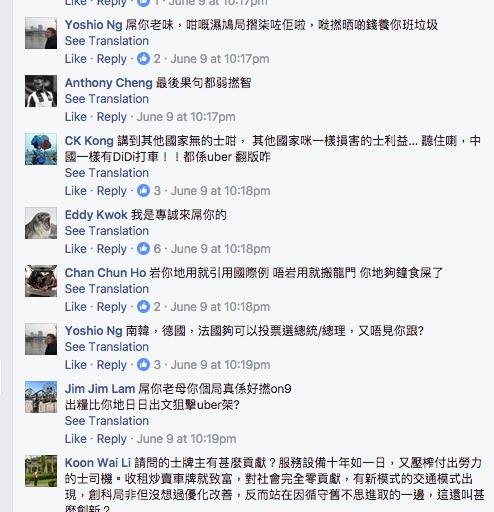 Like · Reply · 1 · June 9 at 10:17pm
Yoshio Ng 屌你老味，咁嘅濕鳩局摺柒咗佢啦，嘥撚晒啲錢養你班垃圾
See Translation
Like · Reply · 2 · June 9 at 10:17pm
Anthony Cheng 最後果句都弱撚智
See Translation
Like · Reply · June 9 at 10:17pm
CK Kong 講到其他國家無的士咁， 其他國家咪一樣損害的士利益... 聽住喇，中
國一樣有DiDi打車！！都係uber 翻版咋
See Translation
Like · Reply · 3 · June 9 at 10:18pm
Eddy Kwok 我是專誠來屌你的
See Translation
Like · Reply · 6 · June 9 at 10:18pm
Chan Chun Ho 岩你地用就引用國際例 唔岩用就搬龍門 你地夠鐘食屎了
See Translation
Like · Reply · 2 · June 9 at 10:18pm
Yoshio Ng 南韓，德國，法國夠可以投票選總統/總理，又唔見你跟?
See Translation
Like · Reply · 3 · June 9 at 10:19pm
Jim Jim Lam 屌你老母你個局真係好撚on9
出糧比你地日日出文狙擊uber架?
See Translation
Like · Reply · June 9 at 10:19pm
Koon Wai Li 請問的士牌主有甚麼貢獻？服務設備十年如一日，又壓榨付出勞力
的士司機。收租炒賣車牌就致富，對社會完全零貢獻，有新模式的交通模式出
現，創科局非但沒想過優化改善，反而站在因循守舊不思進取的一邊，這還叫甚
麼創新？